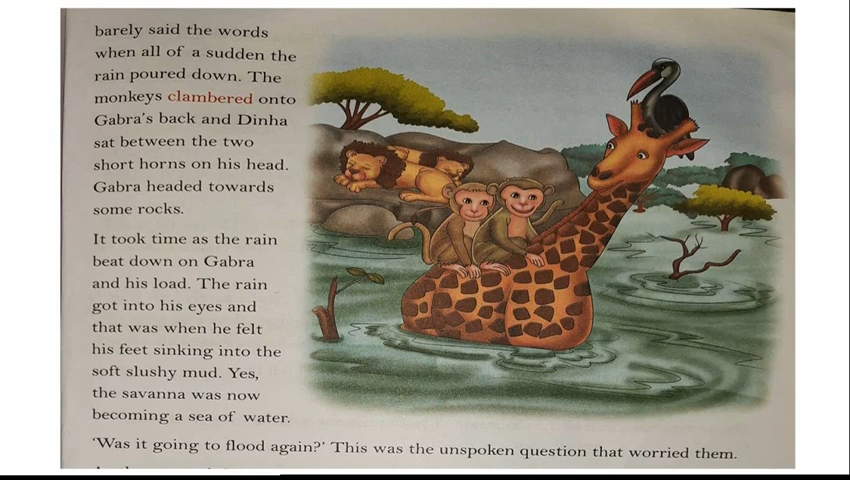 barely said the words
when all of a sudden the
rain poured down. The
monkeys clambered onto
Gabra's back and Dinha
sat between the two
short horns on his head.
Gabra headed towards
some rocks.
It took time as the rain
beat down on Gabra
and his load. The rain
got into his eyes and
that was when he felt
his feet sinking into the
soft slushy mud. Yes,
the savanna was now
becoming a sea of water.
'Was it going to flood again?' This was the unspoken question that worried them.